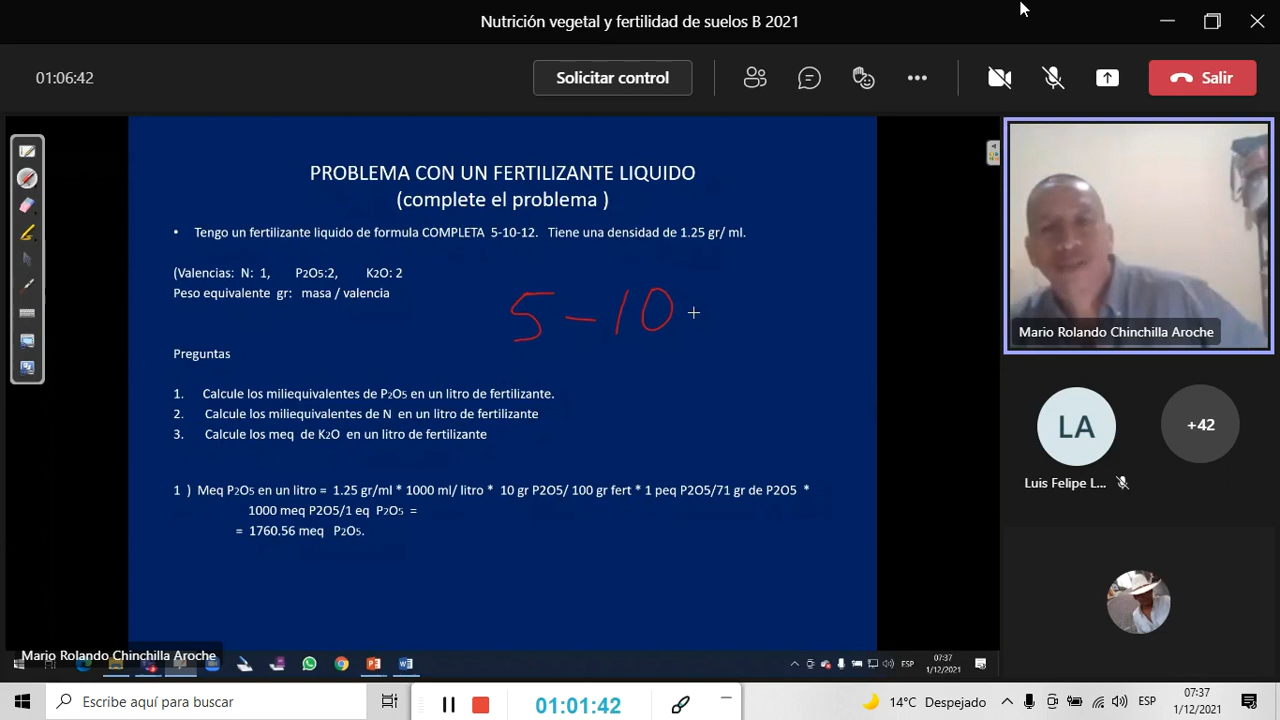 Nutrición vegetal y fertilidad de suelos B 2021
01:06:42
Solicitar control
Salir
PROBLEMA CON UN FERTILIZANTE LIQUIDO
(complete el problema )
• Tengo un fertilizante liquido de formula COMPLETA 5-10-12. Tiene una densidad de 1.25 gr/ ml.
(Valencias: N: 1, P2O5:2, K2O: 2
Peso equivalente gr: masa / valencia
5-10
Preguntas
1. Calcule los miliequivalentes de P2O5 en un litro de fertilizante.
2. Calcule los miliequivalentes de N en un litro de fertilizante
3. Calcule los meq de K2O en un litro de fertilizante
1 ) Meq P2O5 en un litro = 1.25 gr/ml * 1000 ml/ litro * 10 gr P2O5/ 100 gr fert * 1 peq P2O5/71 gr de P2O5 *
1000 meq P2O5/1 eq P2O5 =
= 1760.56 meq P2O5.
Mario Rolando Chinchilla Aroche
LA
+42
Luis Felipe L...
Mario Rolando Chinchilla Aroche
ESP
07:37
1/12/2021
Escribe aquí para buscar
01:01:42
14°C Despejado
ESP
07:37
1/12/2021